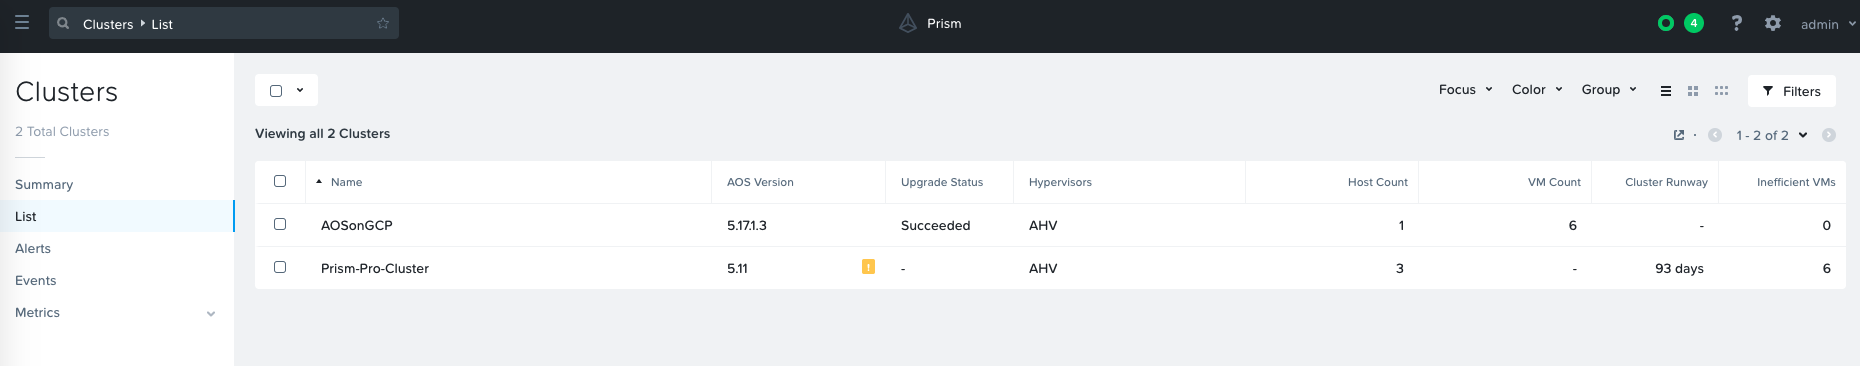 Clusters List
Prism
4
?
admin
Clusters
2 Total Clusters
Summary
List
Alerts
Events
Metrics
Focus Color Group Filters
Viewing all 2 Clusters
1 - 2 of 2
Name AOS Version Upgrade Status Hypervisors Host Count VM Count Cluster Runway Inefficient VMs
AOSonGCP 5.17.1.3 Succeeded AHV 1 6 - 0
Prism-Pro-Cluster 5.11 ! - AHV 3 - 93 days 6